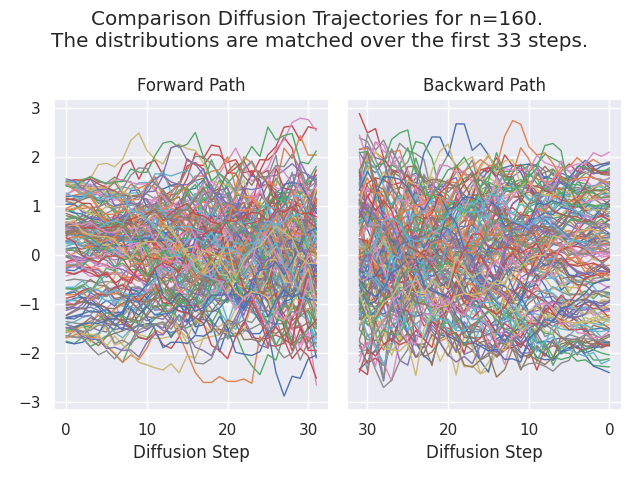 Comparison Diffusion Trajectories for n=160.
The distributions are matched over the first 33 steps.
Forward Path
Backward Path
3
2
1
0
−1
−2
−3
0 10 20 30
30 20 10 0
Diffusion Step
Diffusion Step